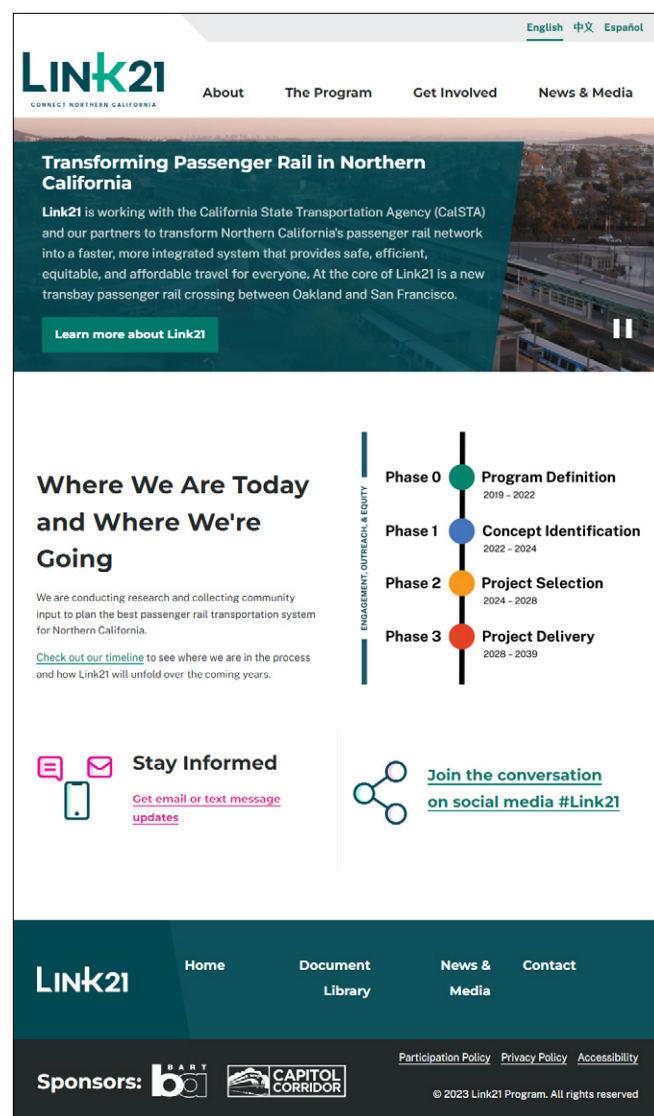 English 中文 Español
LINK21
CONNECT NORTHERN CALIFORNIA
About The Program Get Involved News & Media
Transforming Passenger Rail in Northern
California
Link21 is working with the California State Transportation Agency (CalSTA)
and our partners to transform Northern California's passenger rail network
into a faster, more integrated system that provides safe, efficient,
equitable, and affordable travel for everyone. At the core of Link21 is a new
transbay passenger rail crossing between Oakland and San Francisco.
Learn more about Link21
Where We Are Today
and Where We're
Going
We are conducting research and collecting community
input to plan the best passenger rail transportation system
for Northern California.
Check out our timeline to see where we are in the process
and how Link21 will unfold over the coming years.
ENGAGEMENT, OUTREACH, & EQUITY
Phase 0 Program Definition
2019 – 2022
Phase 1 Concept Identification
2022 – 2024
Phase 2 Project Selection
2024 – 2028
Phase 3 Project Delivery
2028 – 2039
Stay Informed
Get email or text message
updates
Join the conversation
on social media #Link21
LINK21
Home Document News & Contact
Library Media
Participation Policy Privacy Policy Accessibility
Sponsors: BART ba CAPITOL
CORRIDOR
© 2023 Link21 Program. All rights reserved